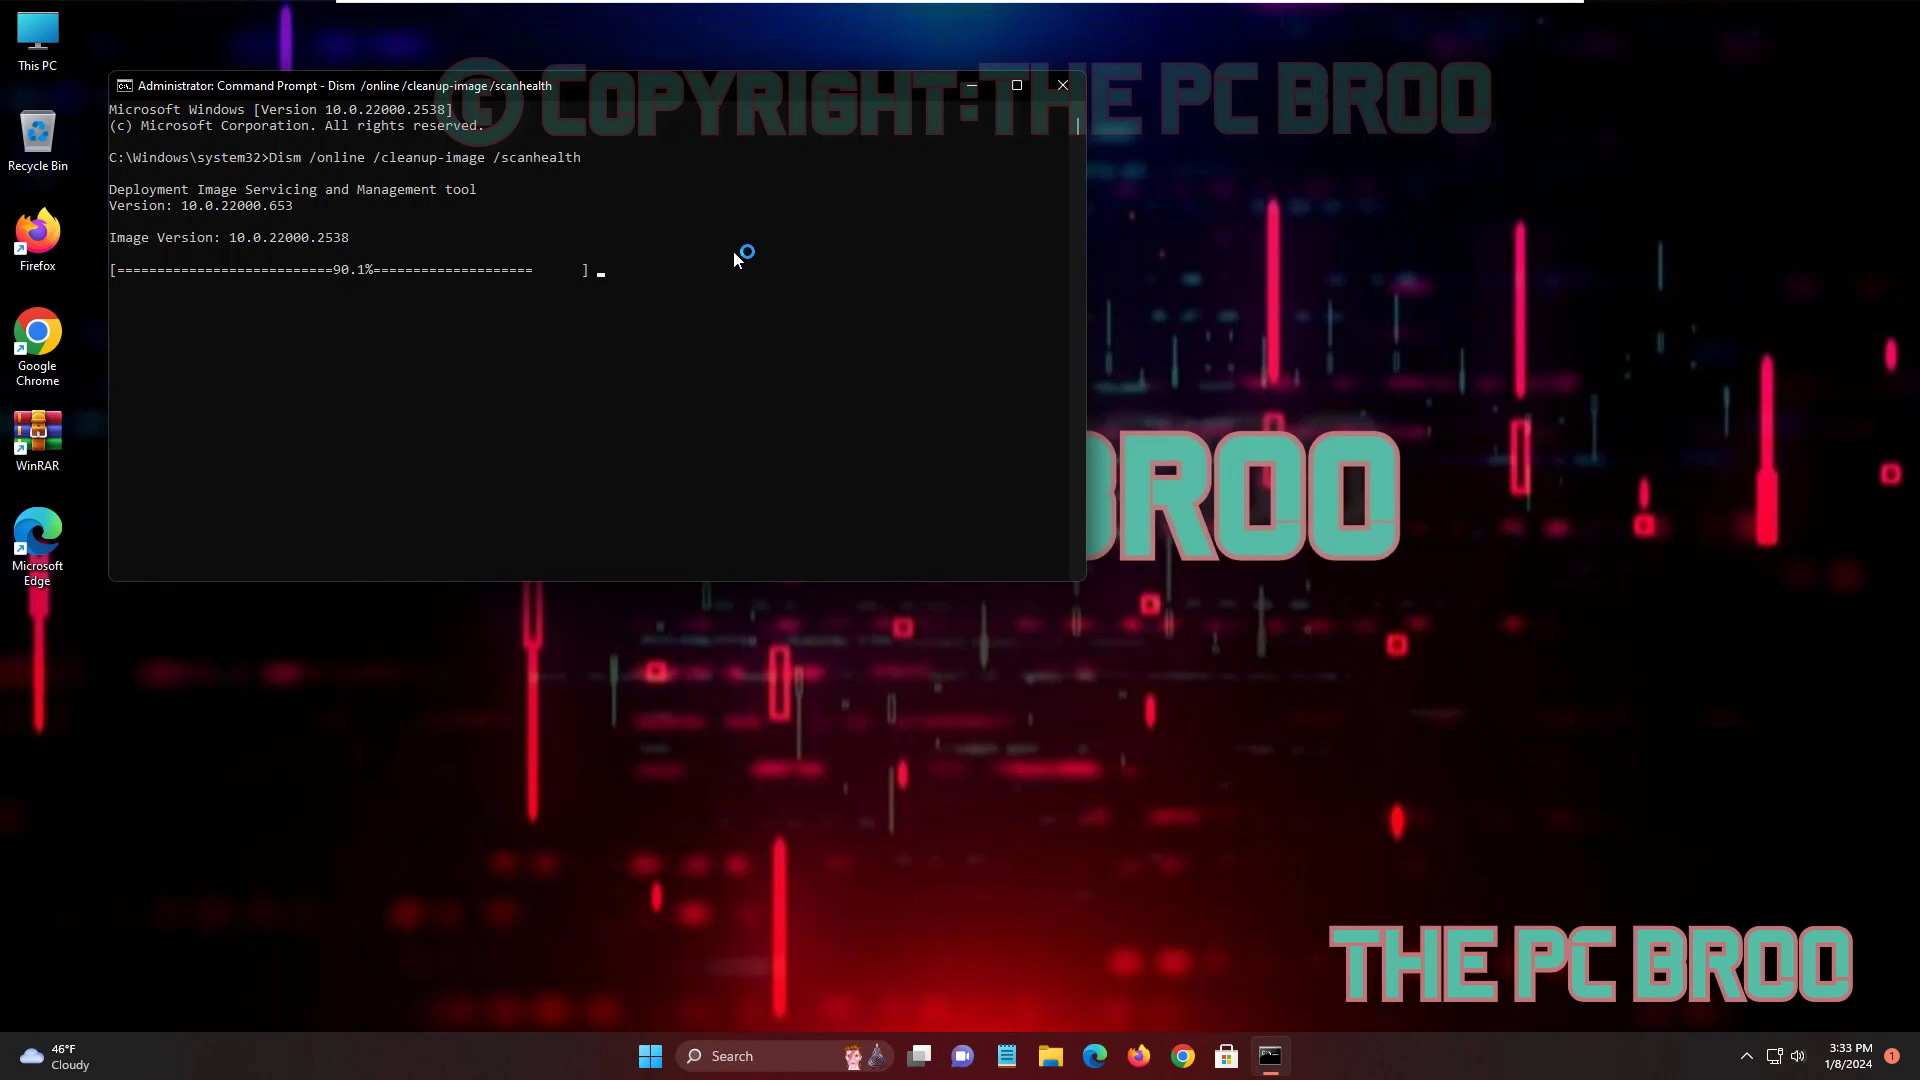 This PC
Recycle Bin
Firefox
Google
Chrome
WinRAR
Microsoft
Edge
Administrator: Command Prompt - Dism /online /cleanup-image /scanhealth
© COPYRIGHT:THE PC BROO
Microsoft Windows [Version 10.0.22000.2538]
(c) Microsoft Corporation. All rights reserved.
C:\Windows\system32>Dism /online /cleanup-image /scanhealth
Deployment Image Servicing and Management tool
Version: 10.0.22000.653
Image Version: 10.0.22000.2538
[===========================90.1%====================      ]
BROO
THE PC BROO
46°F
Cloudy
Search
3:33 PM
1/8/2024
1